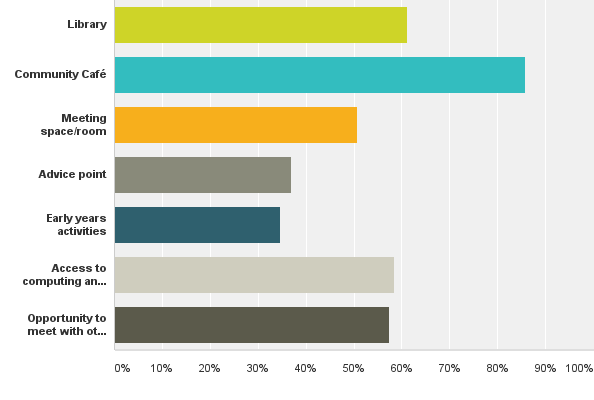 Library
Community Café
Meeting
space/room
Advice point
Early years
activities
Access to
computing an...
Opportunity to
meet with ot...
0% 10% 20% 30% 40% 50% 60% 70% 80% 90% 100%